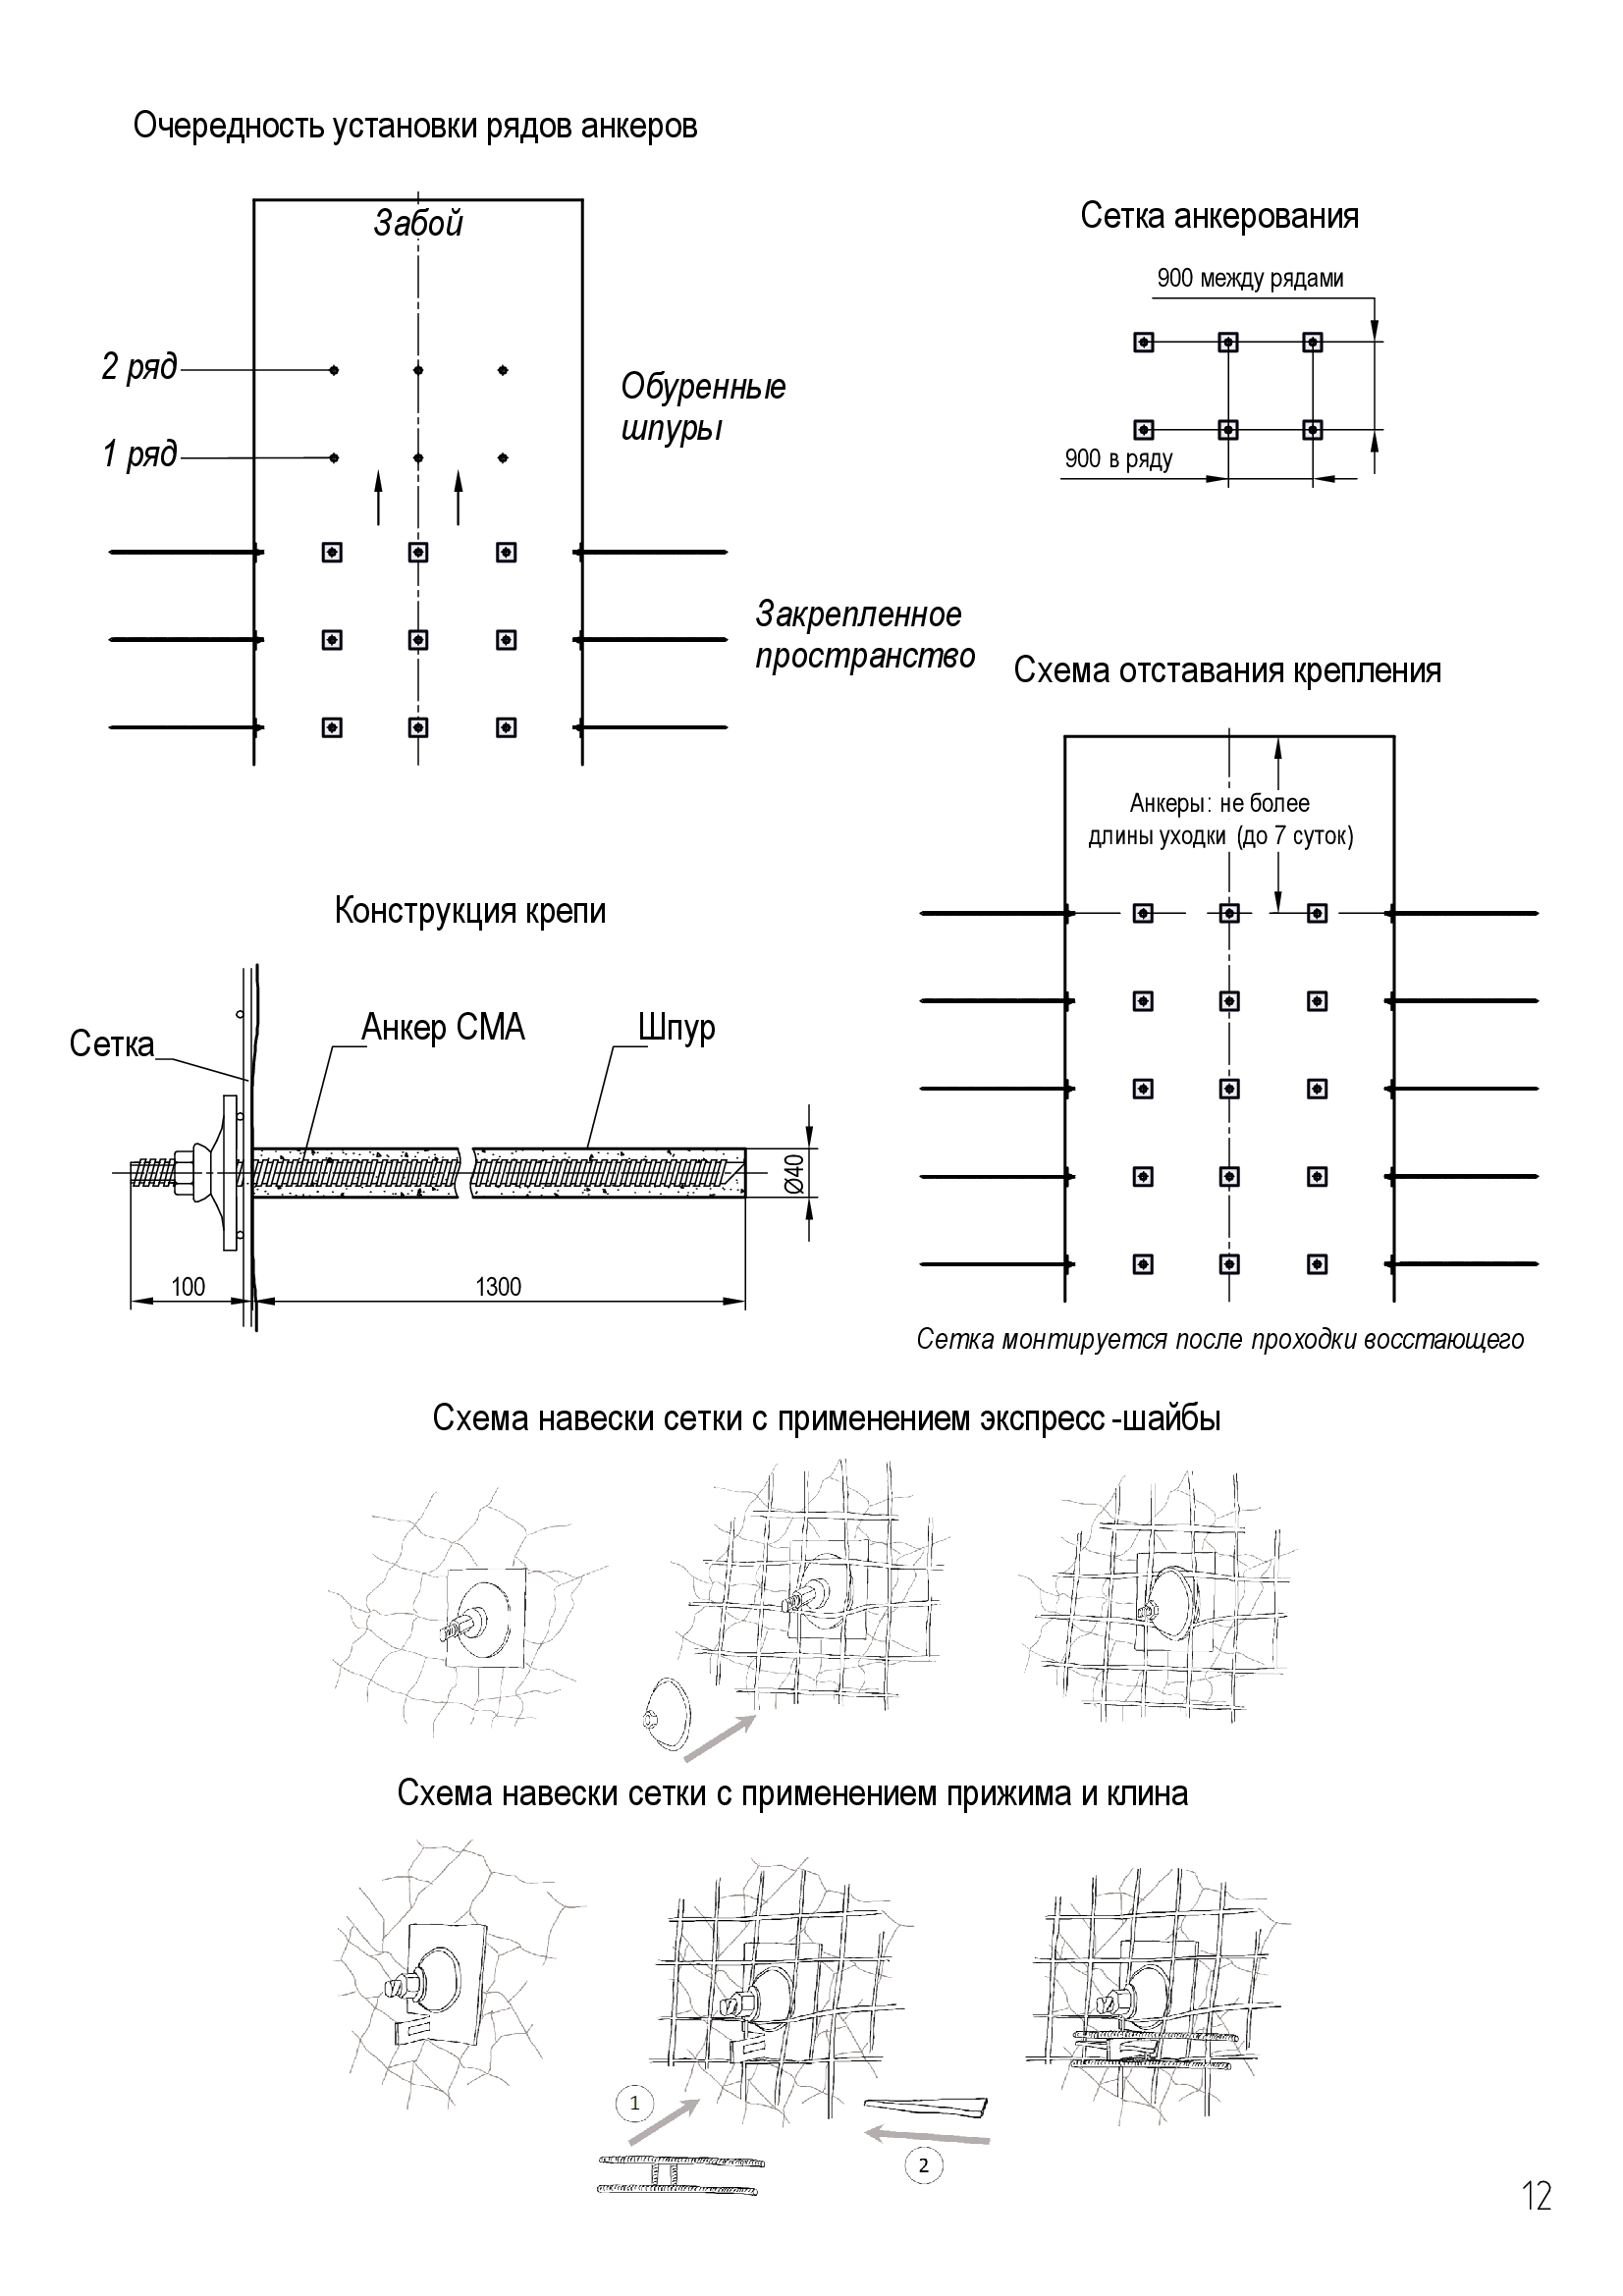 Очередность установки рядов анкеров
Забой
2 ряд
1 ряд
Обуренные
шпуры
Закрепленное
пространство
Сетка анкерования
900 между рядами
900 в ряду
Схема отставания крепления
Анкеры: не более
длины уходки (до 7 суток)
Сетка монтируется после проходки восстающего
Конструкция крепи
Сетка
Анкер СМА
Шпур
Ø40
100
1300
Схема навески сетки с применением экспресс-шайбы
Схема навески сетки с применением прижима и клина
1
2
12